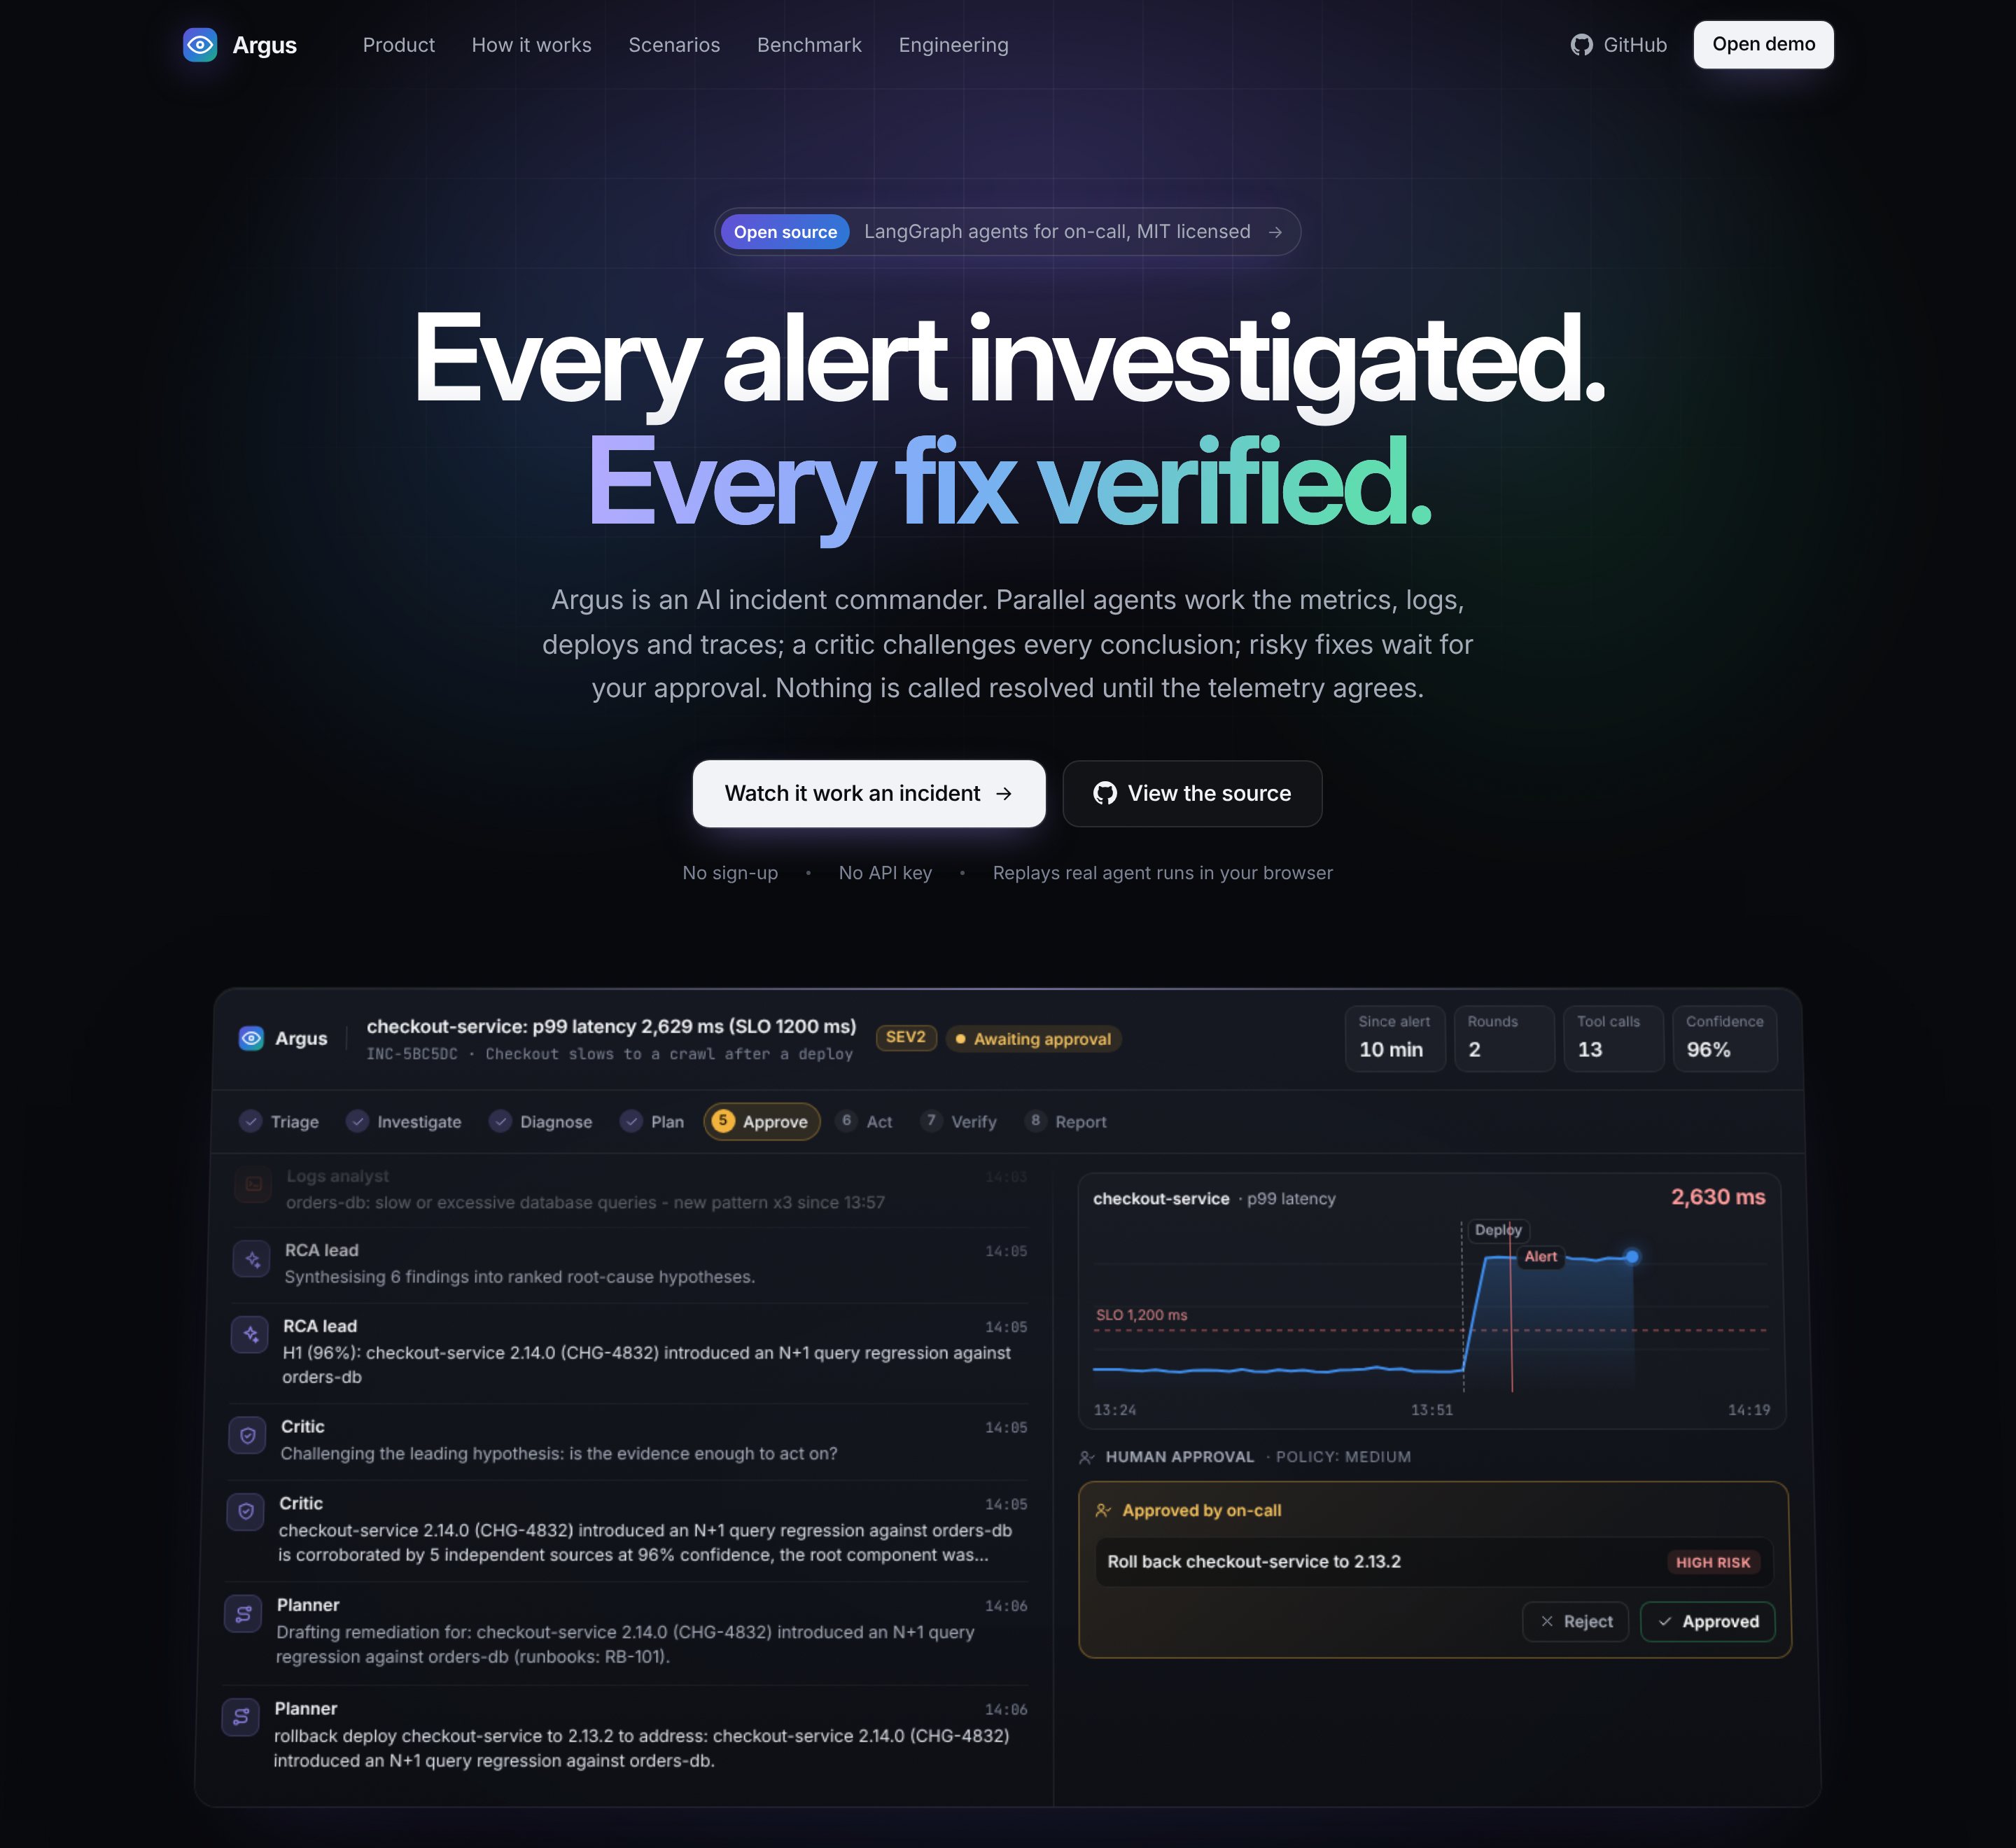 Argus
Product
How it works
Scenarios
Benchmark
Engineering
GitHub
Open demo
Open source
LangGraph agents for on-call, MIT licensed →
Every alert investigated.
Every fix verified.
Argus is an AI incident commander. Parallel agents work the metrics, logs,
deploys and traces; a critic challenges every conclusion; risky fixes wait for
your approval. Nothing is called resolved until the telemetry agrees.
Watch it work an incident →
View the source
No sign-up • No API key • Replays real agent runs in your browser
Argus
checkout-service: p99 latency 2,629 ms (SLO 1200 ms)
INC-5BC5DC · Checkout slows to a crawl after a deploy
SEV2
Awaiting approval
Since alert
10 min
Rounds
2
Tool calls
13
Confidence
96%
Triage
Investigate
Diagnose
Plan
5 Approve
6 Act
7 Verify
8 Report
Logs analyst 14:03
orders-db: slow or excessive database queries - new pattern x3 since 13:57
RCA lead 14:05
Synthesising 6 findings into ranked root-cause hypotheses.
RCA lead 14:05
H1 (96%): checkout-service 2.14.0 (CHG-4832) introduced an N+1 query regression against
orders-db
Critic 14:05
Challenging the leading hypothesis: is the evidence enough to act on?
Critic 14:05
checkout-service 2.14.0 (CHG-4832) introduced an N+1 query regression against orders-db
is corroborated by 5 independent sources at 96% confidence, the root component was...
Planner 14:06
Drafting remediation for: checkout-service 2.14.0 (CHG-4832) introduced an N+1 query
regression against orders-db (runbooks: RB-101).
Planner 14:06
rollback deploy checkout-service to 2.13.2 to address: checkout-service 2.14.0 (CHG-4832)
introduced an N+1 query regression against orders-db.
checkout-service · p99 latency 2,630 ms
Deploy
Alert
SLO 1,200 ms
13:24 13:51 14:19
HUMAN APPROVAL · POLICY: MEDIUM
Approved by on-call
Roll back checkout-service to 2.13.2 HIGH RISK
Reject
Approved